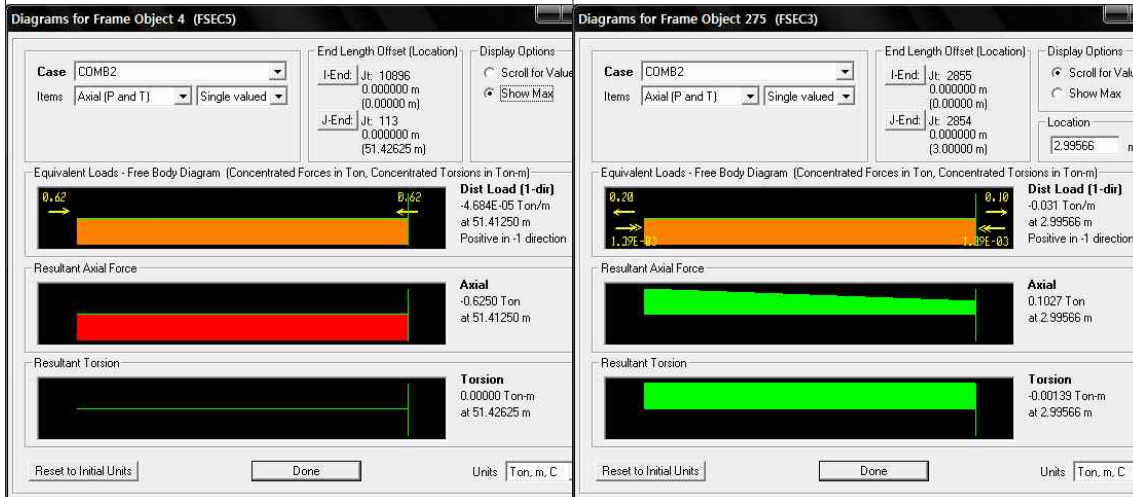 Diagrams for Frame Object 4 (FSEC5)
Case COMB2
Items Axial (P and T) Single valued
End Length Offset (Location)
I-End: Jt: 10896
0.000000 m
(0.00000 m)
J-End: Jt: 113
0.000000 m
(51.42625 m)
Display Options
Scroll for Value
Show Max
Equivalent Loads - Free Body Diagram (Concentrated Forces in Ton, Concentrated Torsions in Ton-m)
0.62 0.62
Dist Load (1-dir)
-4.684E-05 Ton/m
at 51.41250 m
Positive in -1 direction
Resultant Axial Force
Axial
-0.6250 Ton
at 51.41250 m
Resultant Torsion
Torsion
0.00000 Ton-m
at 51.42625 m
Reset to Initial Units Done Units Ton, m, C
Diagrams for Frame Object 275 (FSEC3)
Case COMB2
Items Axial (P and T) Single valued
End Length Offset (Location)
I-End: Jt: 2855
0.000000 m
(0.00000 m)
J-End: Jt: 2854
0.000000 m
(3.00000 m)
Display Options
Scroll for Valu
Show Max
Location
2.99566
Equivalent Loads - Free Body Diagram (Concentrated Forces in Ton, Concentrated Torsions in Ton-m)
0.20 0.10
1.39E-03 1.39E-03
Dist Load (1-dir)
-0.031 Ton/m
at 2.99566 m
Positive in -1 direction
Resultant Axial Force
Axial
0.1027 Ton
at 2.99566 m
Resultant Torsion
Torsion
-0.00139 Ton-m
at 2.99566 m
Reset to Initial Units Done Units Ton, m, C